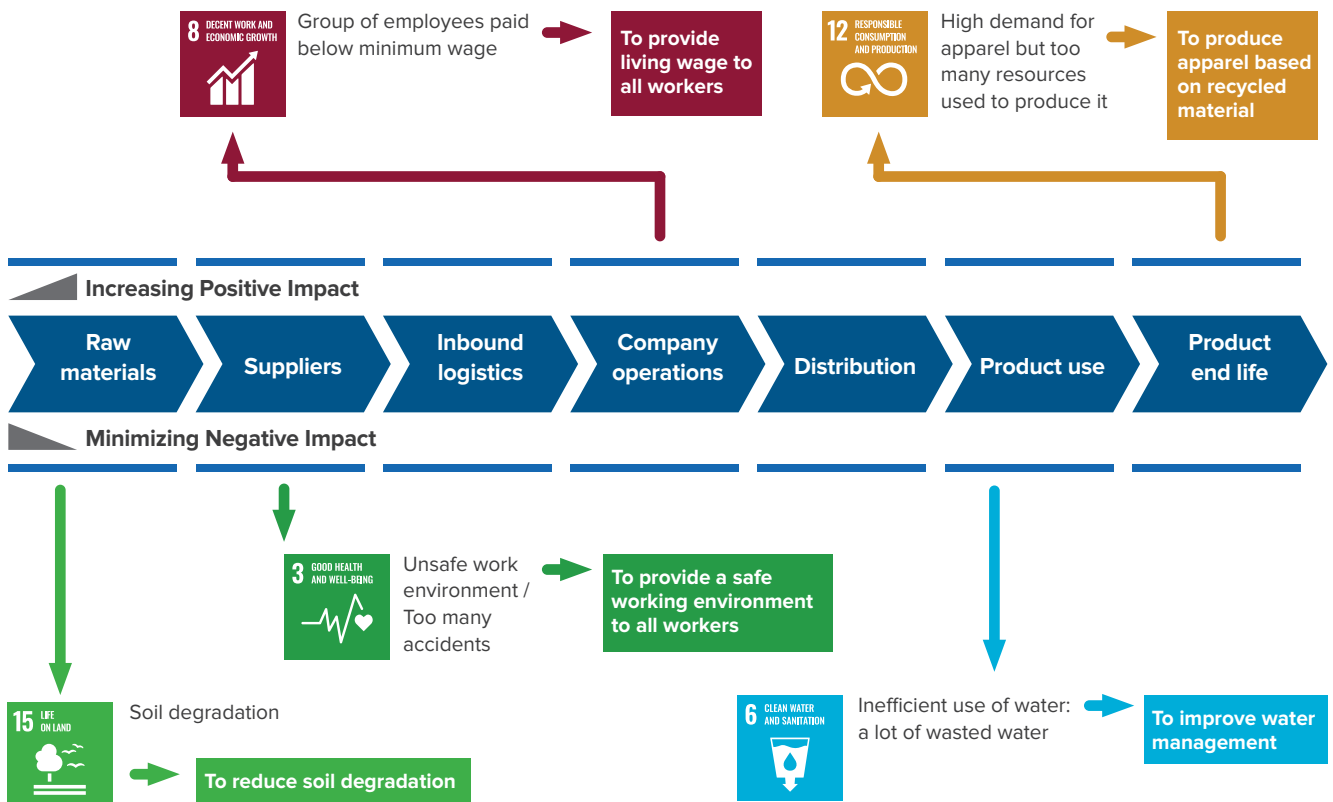 8 DECENT WORK AND
ECONOMIC GROWTH
Group of employees paid
below minimum wage
To provide
living wage to
all workers
12 RESPONSIBLE
CONSUMPTION
AND PRODUCTION
High demand for
apparel but too
many resources
used to produce it
To produce
apparel based
on recycled
material
Increasing Positive Impact
Raw
materials
Suppliers
Inbound
logistics
Company
operations
Distribution
Product use
Product
end life
Minimizing Negative Impact
3 GOOD HEALTH
AND WELL-BEING
Unsafe work
environment /
Too many
accidents
To provide a safe
working environment
to all workers
15 LIFE
ON LAND
Soil degradation
To reduce soil degradation
6 CLEAN WATER
AND SANITATION
Inefficient use of water:
a lot of wasted water
To improve water
management